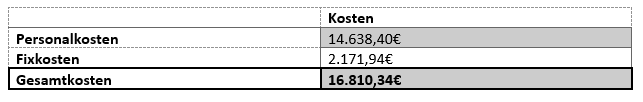 Kosten
Personalkosten 14.638,40€
Fixkosten 2.171,94€
Gesamtkosten 16.810,34€